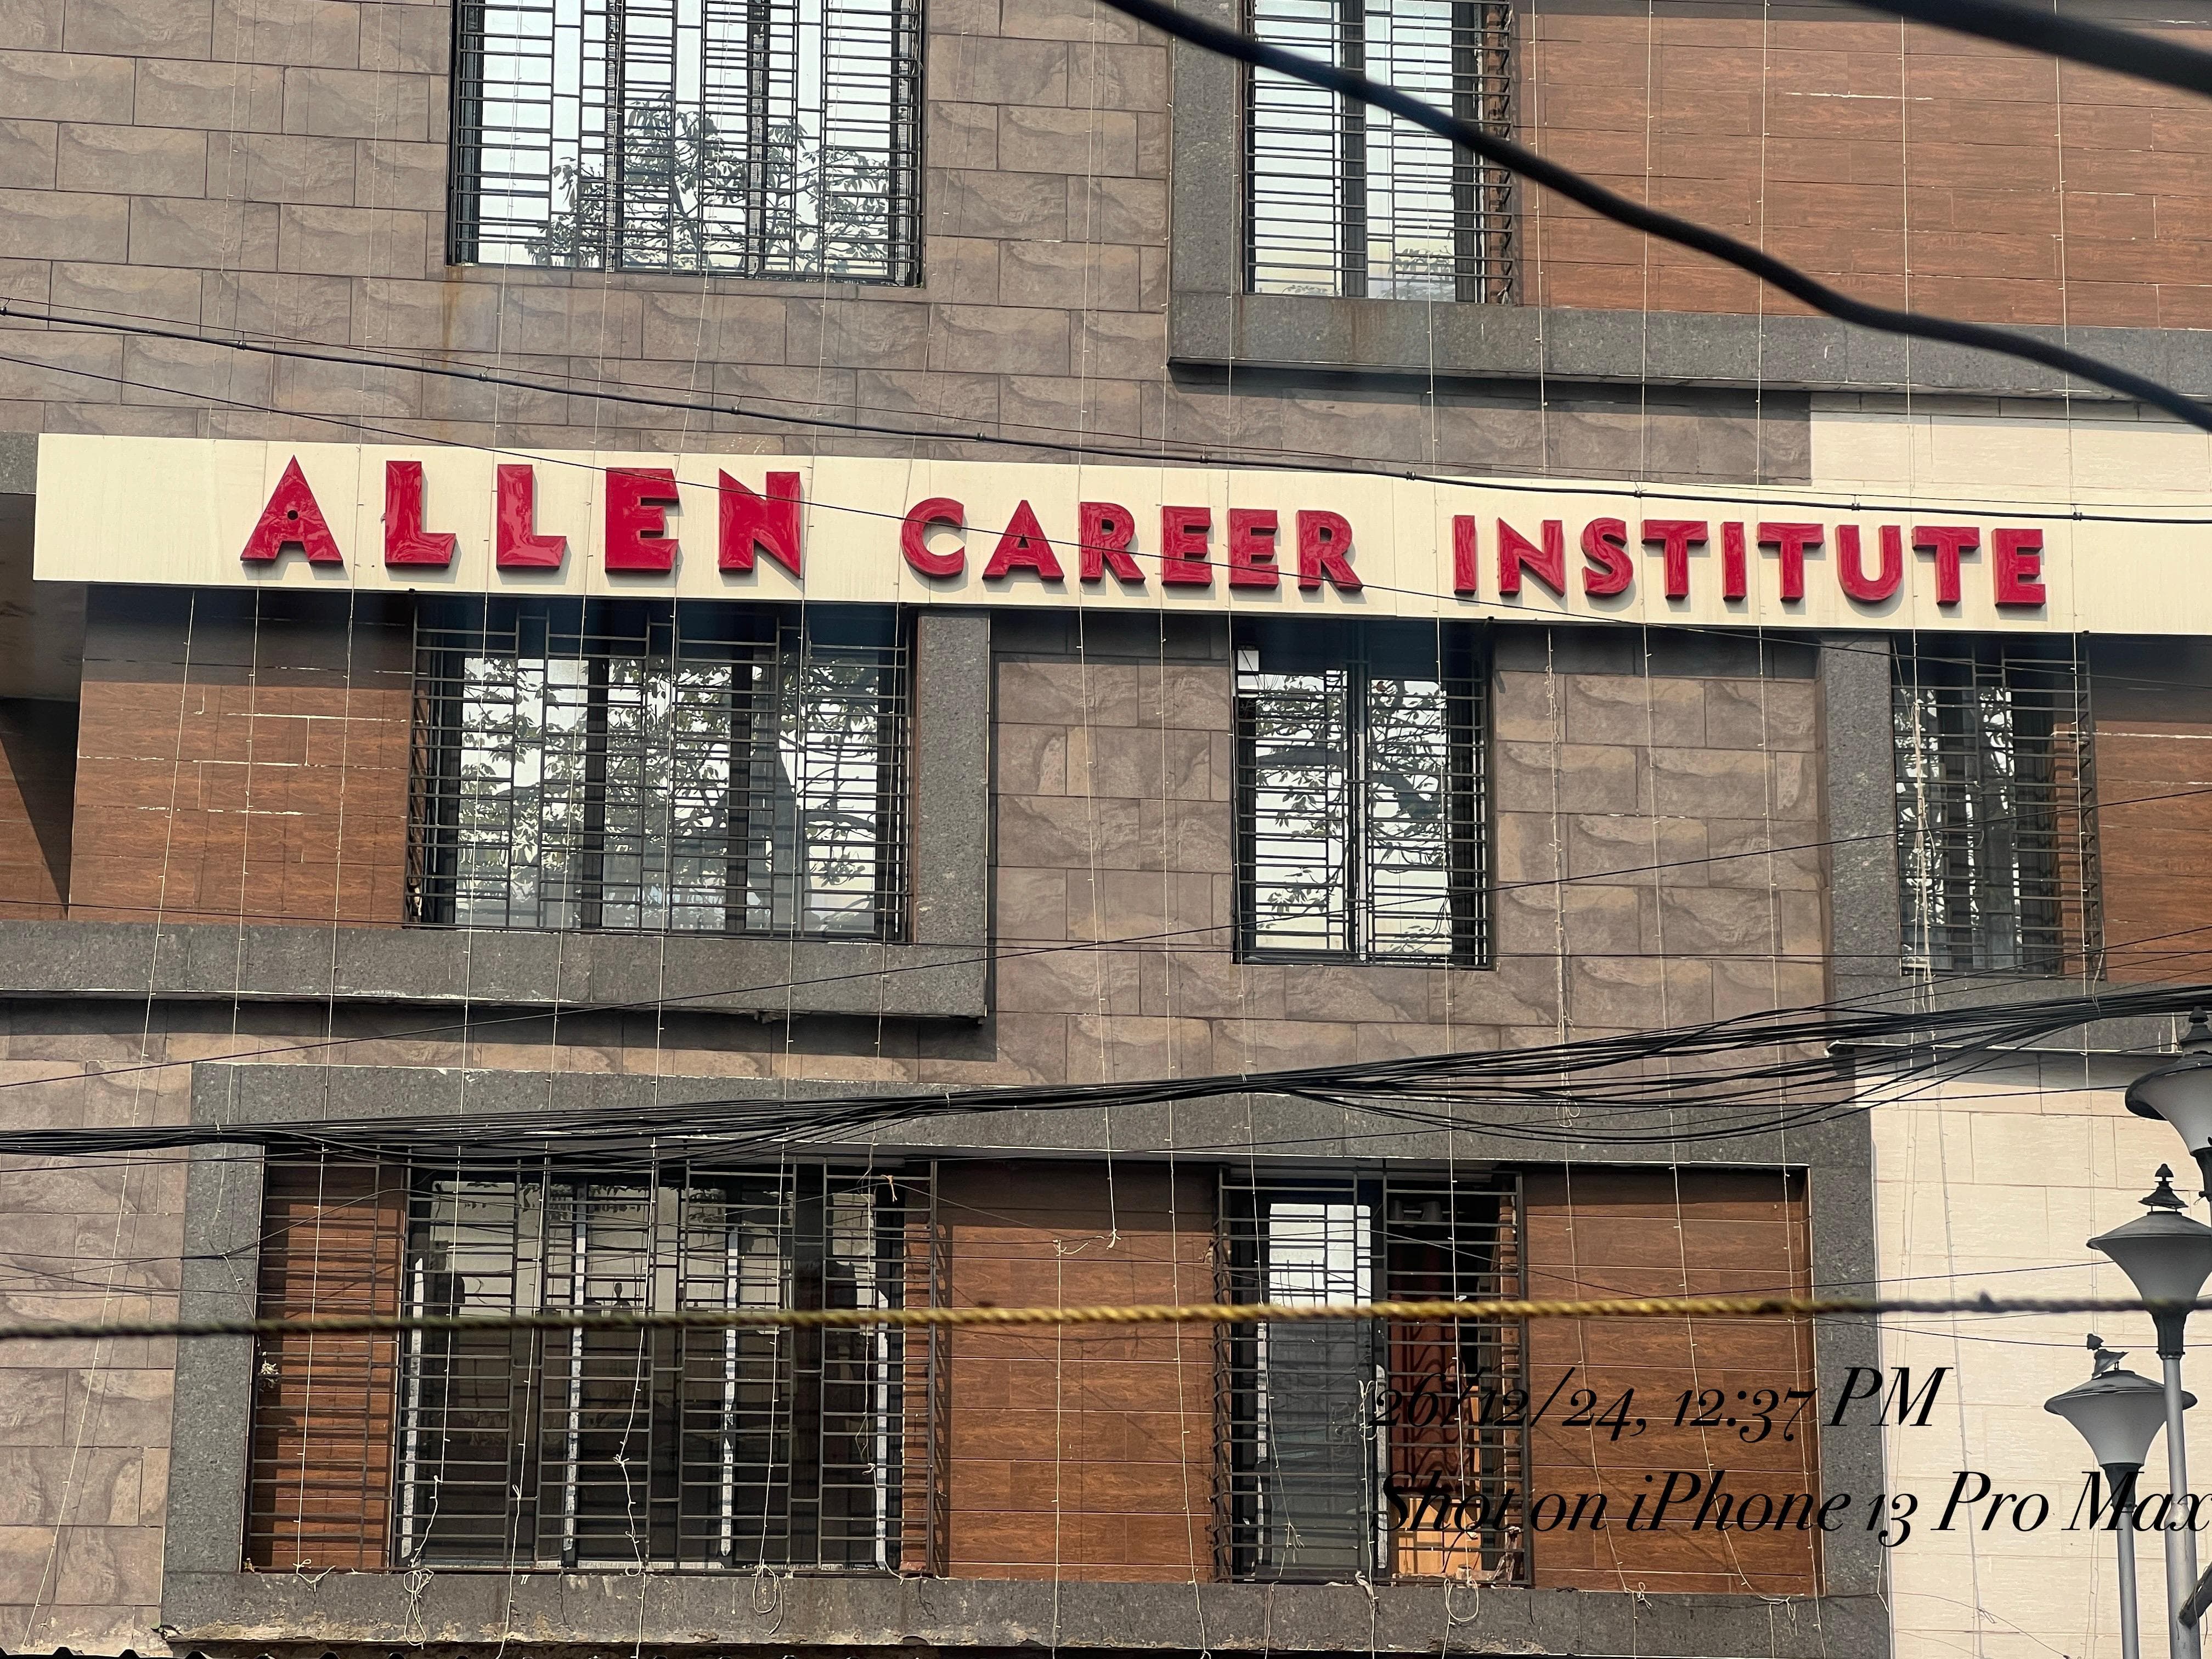 ALLEN CAREER INSTITUTE
26/12/24, 12:37 PM
Shot on iPhone 13 Pro Max